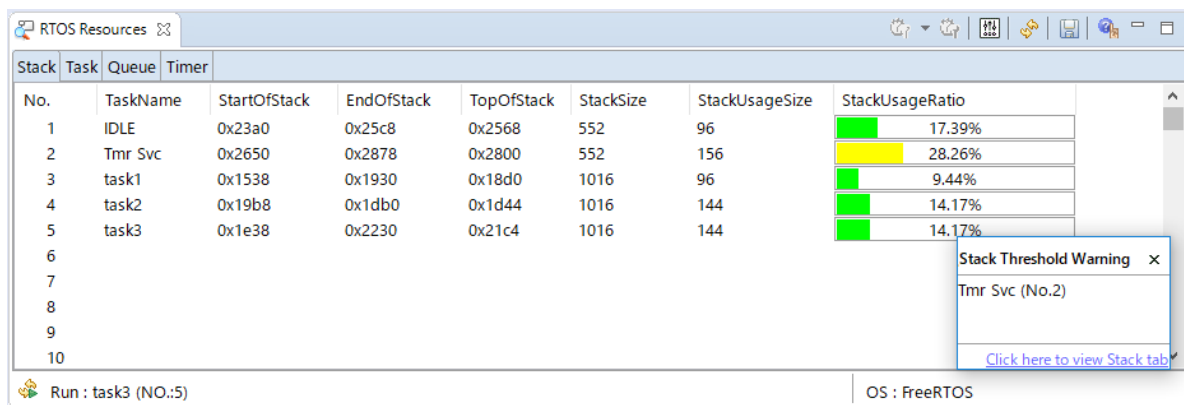 RTOS Resources
Stack Task Queue Timer
No. TaskName StartOfStack EndOfStack TopOfStack StackSize StackUsageSize StackUsageRatio
1 IDLE 0x23a0 0x25c8 0x2568 552 96 17.39%
2 Tmr Svc 0x2650 0x2878 0x2800 552 156 28.26%
3 task1 0x1538 0x1930 0x18d0 1016 96 9.44%
4 task2 0x19b8 0x1db0 0x1d44 1016 144 14.17%
5 task3 0x1e38 0x2230 0x21c4 1016 144 14.17%
6
7
8
9
10
Stack Threshold Warning
Tmr Svc (No.2)
Click here to view Stack tab
Run : task3 (NO.:5) OS : FreeRTOS